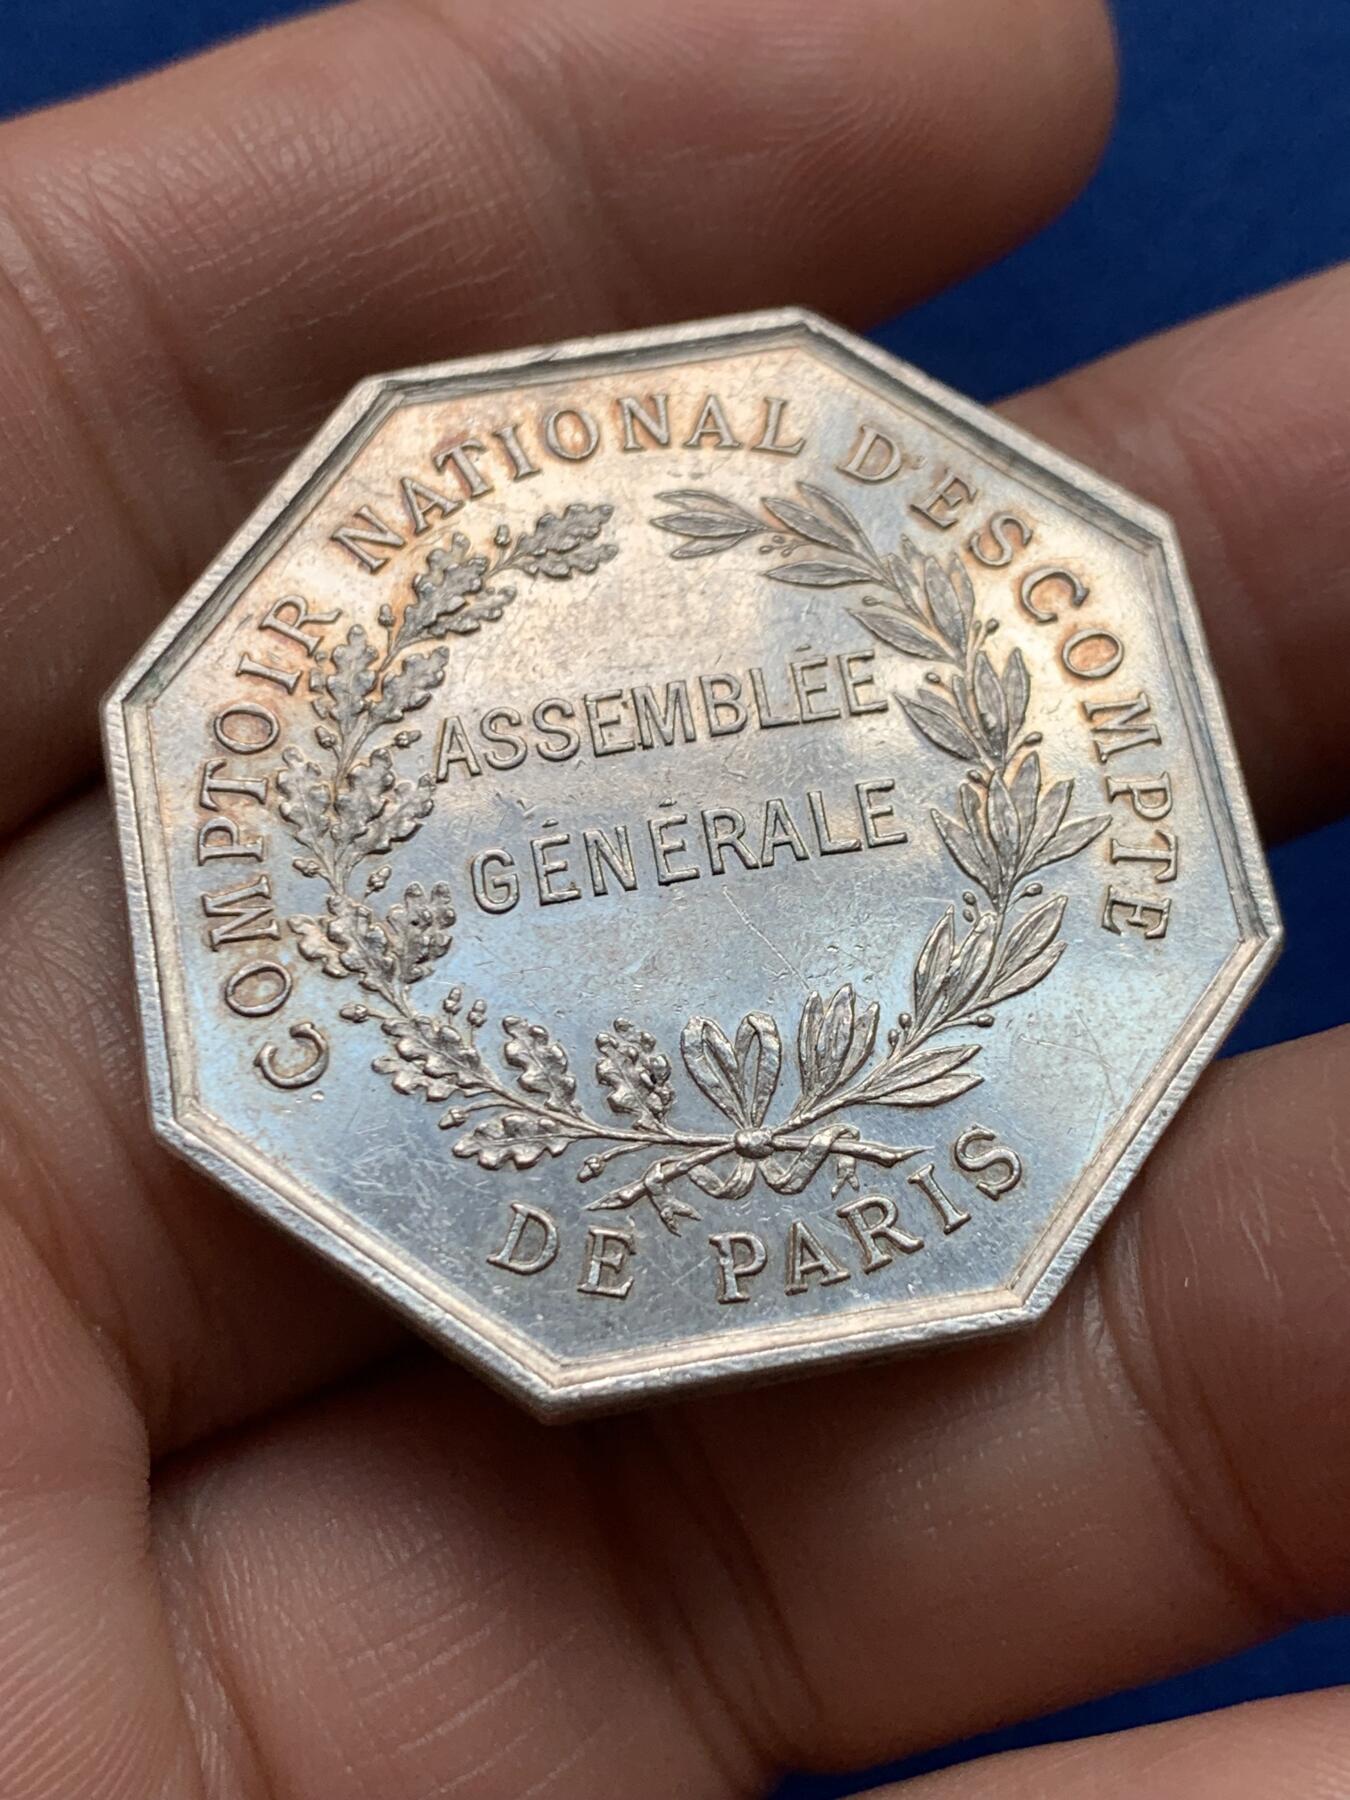 COMPTOIR NATIONAL D'ESCOMPTE
ASSEMBLÉE
GÉNÉRALE
DE PARIS